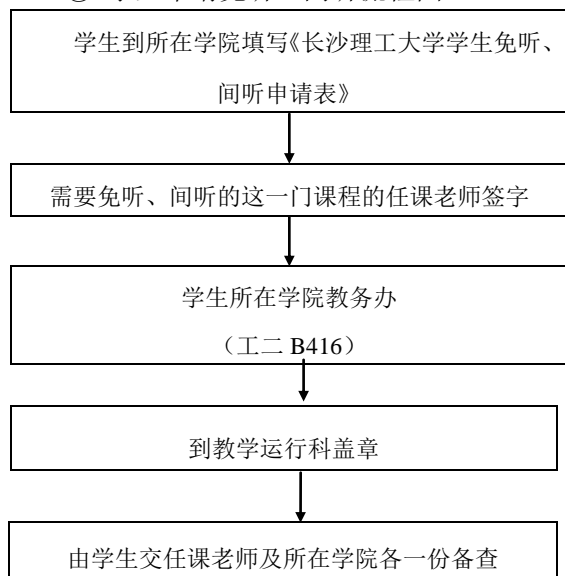 学生到所在学院填写《长沙理工大学学生免听、
间听申请表》
需要免听、间听的这一门课程的任课老师签字
学生所在学院教务办
（工二 B416）
到教学运行科盖章
由学生交任课老师及所在学院各一份备查